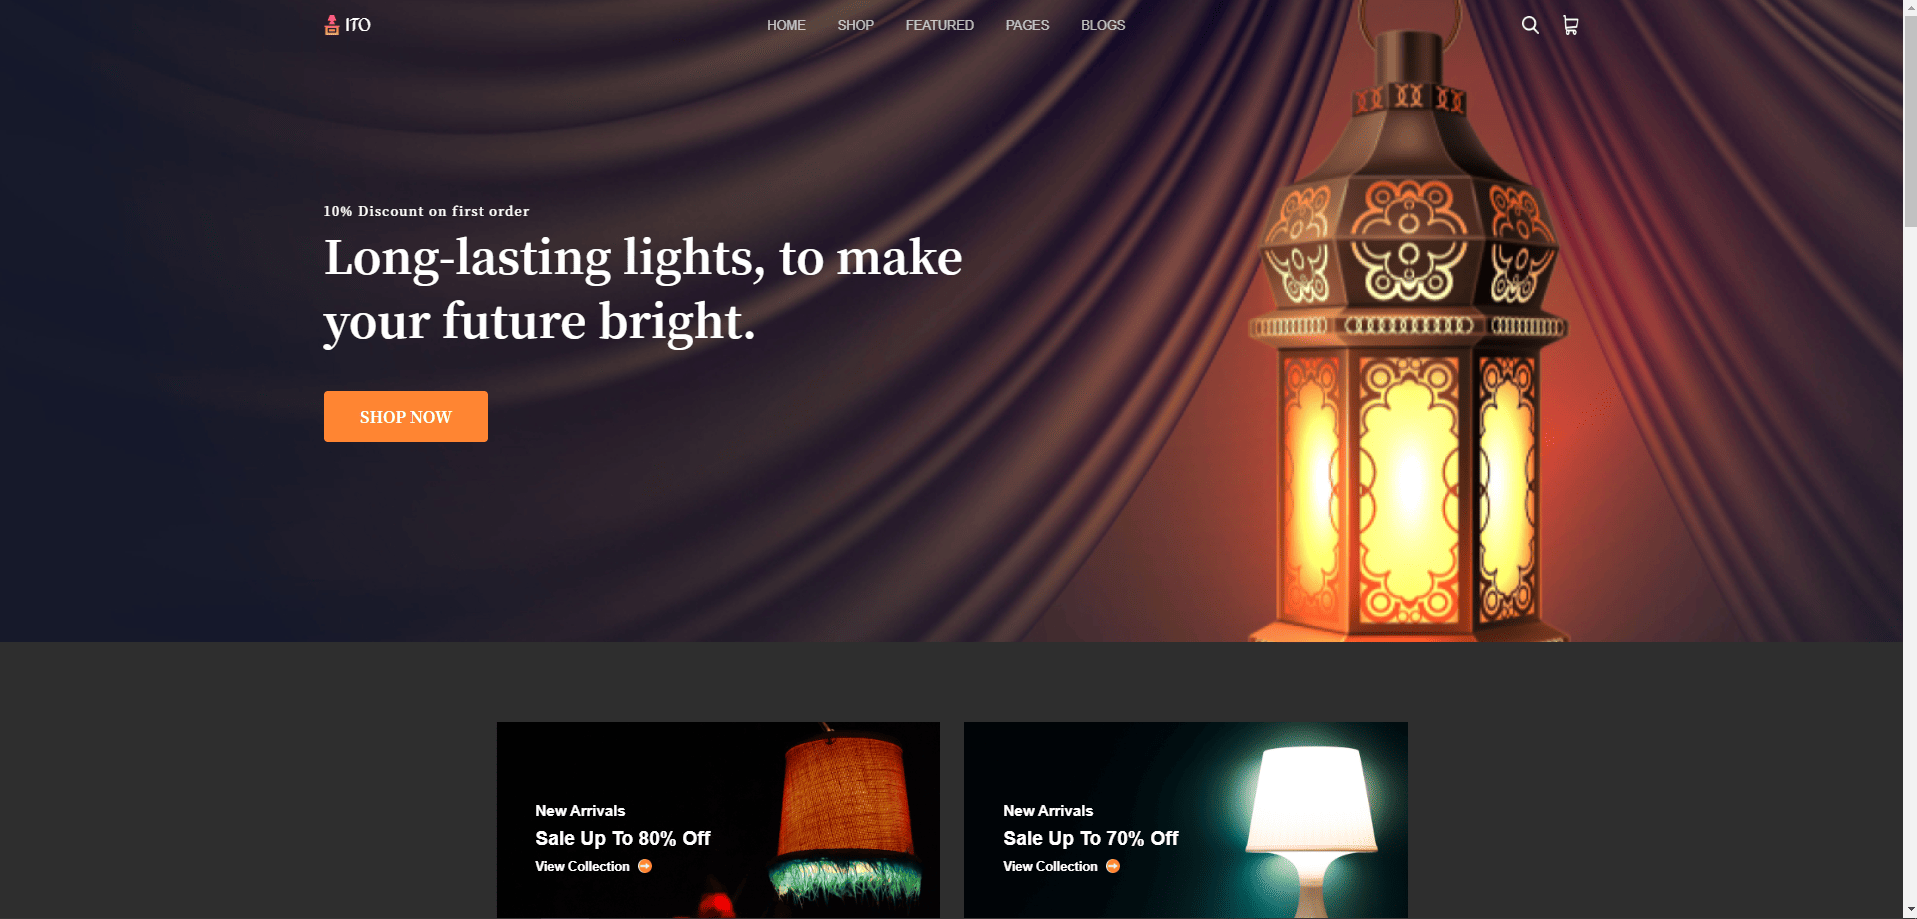 ITO
HOME SHOP FEATURED PAGES BLOGS
10% Discount on first order
Long-lasting lights, to make
your future bright.
SHOP NOW
New Arrivals
Sale Up To 80% Off
View Collection
New Arrivals
Sale Up To 70% Off
View Collection